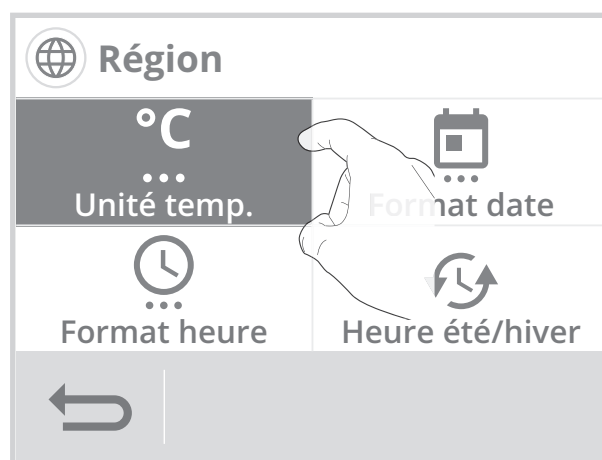 Région
°C
Unité temp.
Format date
Format heure
Heure été/hiver